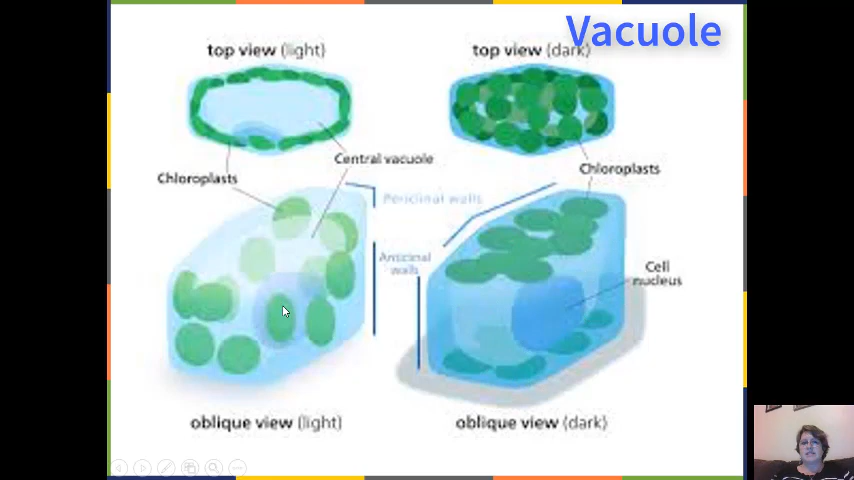 Vacuole
top view (light)
top view (dark)
Central vacuole
Chloroplasts
Chloroplasts
Periclinal walls
Anticlinal
walls
Cell
nucleus
oblique view (light)
oblique view (dark)